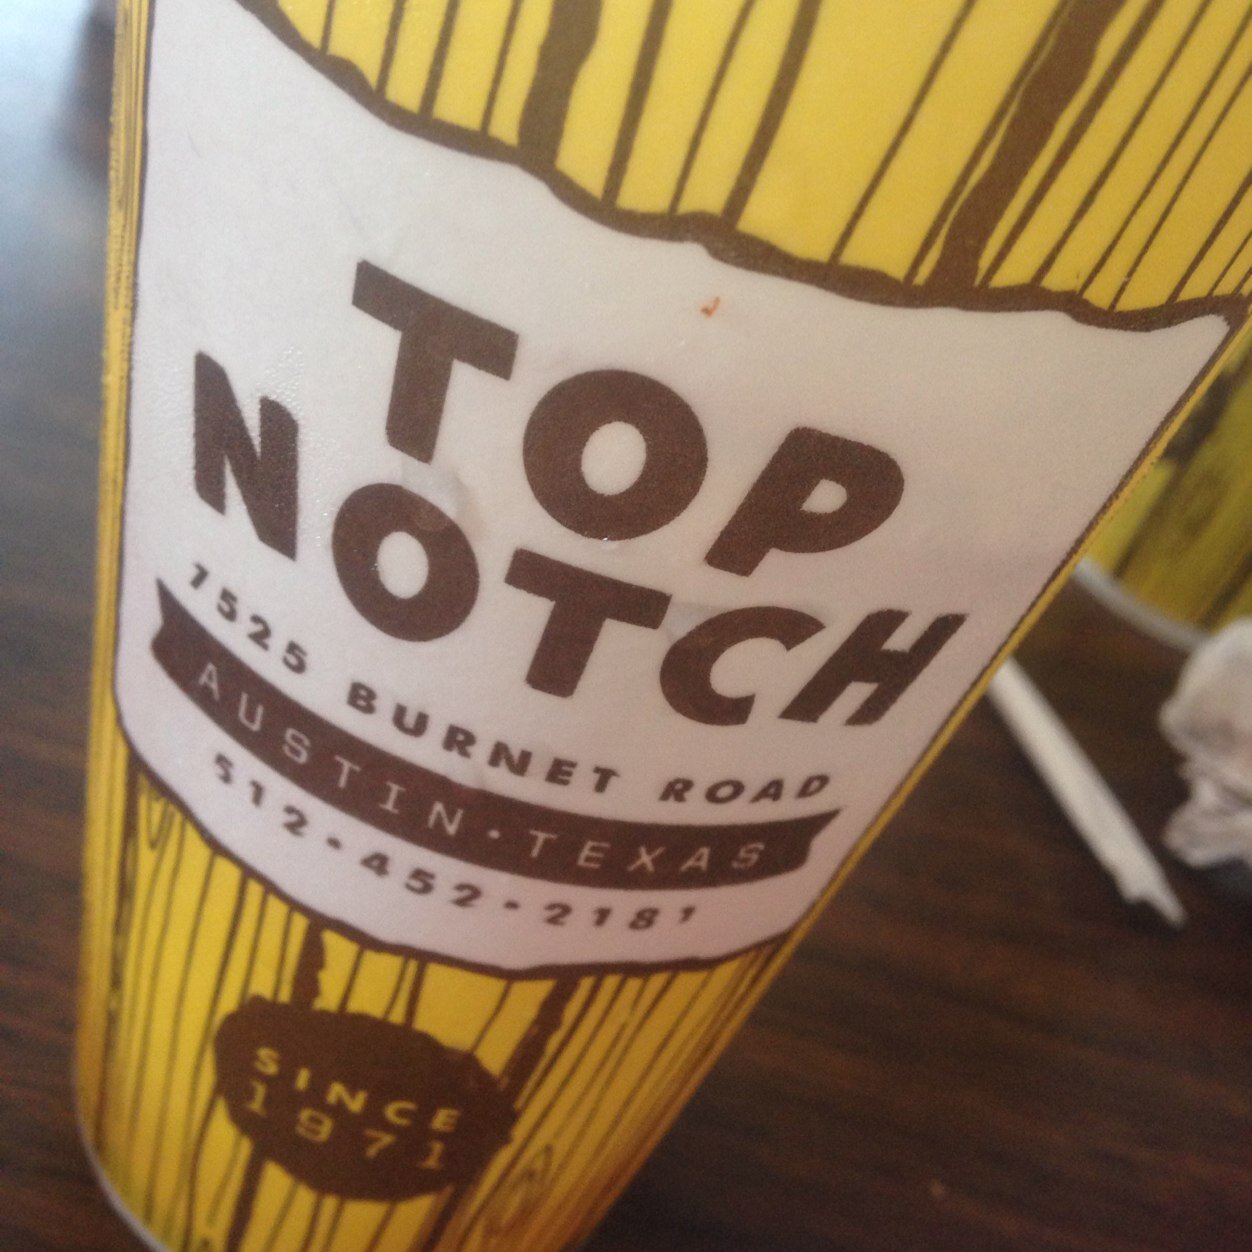 TOP
NOTCH
7525 BURNET ROAD
AUSTIN·TEXAS
512·452·2181
SINCE
1971